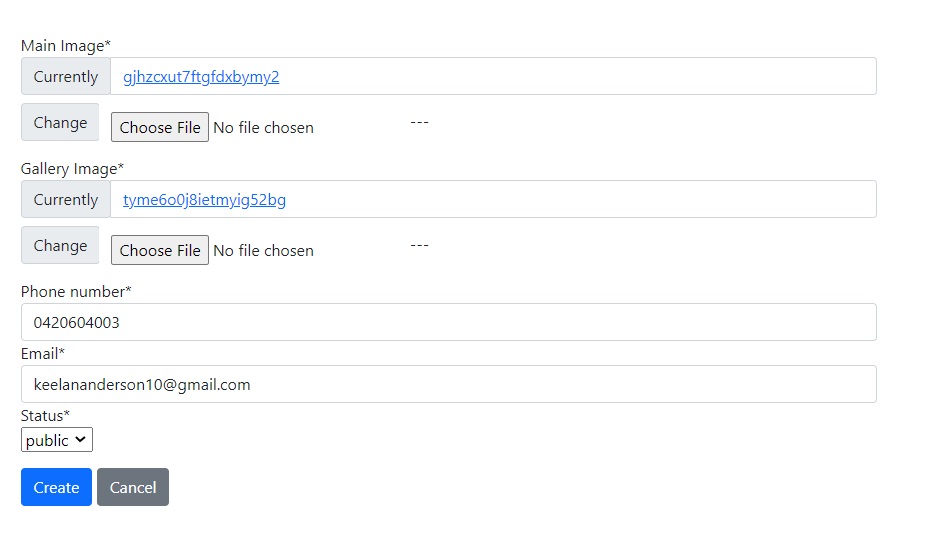 Main Image*
Currently gjhzcxut7ftgfdxbymy2
Change Choose File No file chosen ---
Gallery Image*
Currently tyme6o0j8ietmyig52bg
Change Choose File No file chosen ---
Phone number*
0420604003
Email*
keelananderson10@gmail.com
Status*
public
Create Cancel